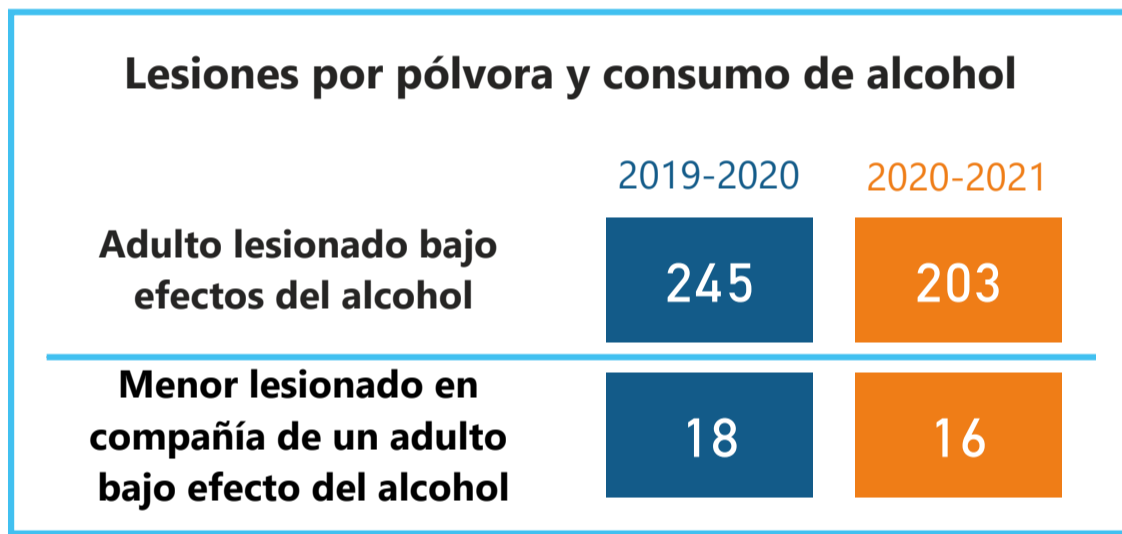 Lesiones por pólvora y consumo de alcohol
2019-2020 2020-2021
Adulto lesionado bajo
efectos del alcohol
245 203
Menor lesionado en
compañía de un adulto
bajo efecto del alcohol
18 16